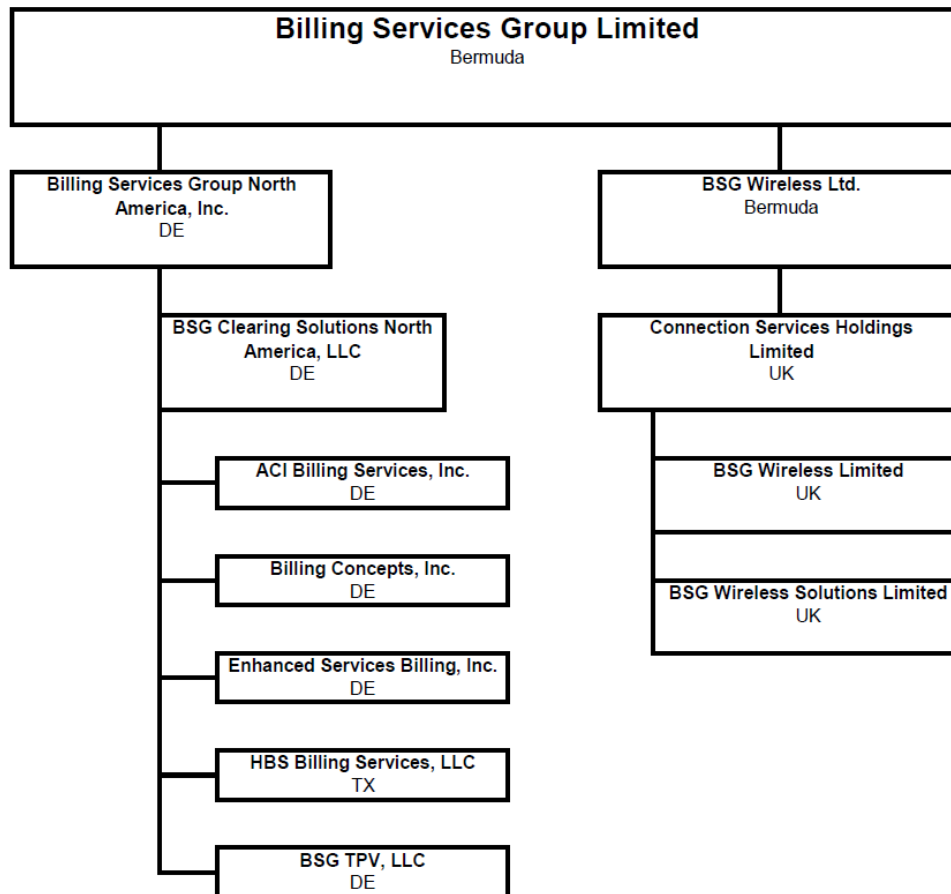 Billing Services Group Limited
Bermuda
Billing Services Group North
America, Inc.
DE
BSG Wireless Ltd.
Bermuda
BSG Clearing Solutions North
America, LLC
DE
Connection Services Holdings
Limited
UK
ACI Billing Services, Inc.
DE
BSG Wireless Limited
UK
Billing Concepts, Inc.
DE
BSG Wireless Solutions Limited
UK
Enhanced Services Billing, Inc.
DE
HBS Billing Services, LLC
TX
BSG TPV, LLC
DE